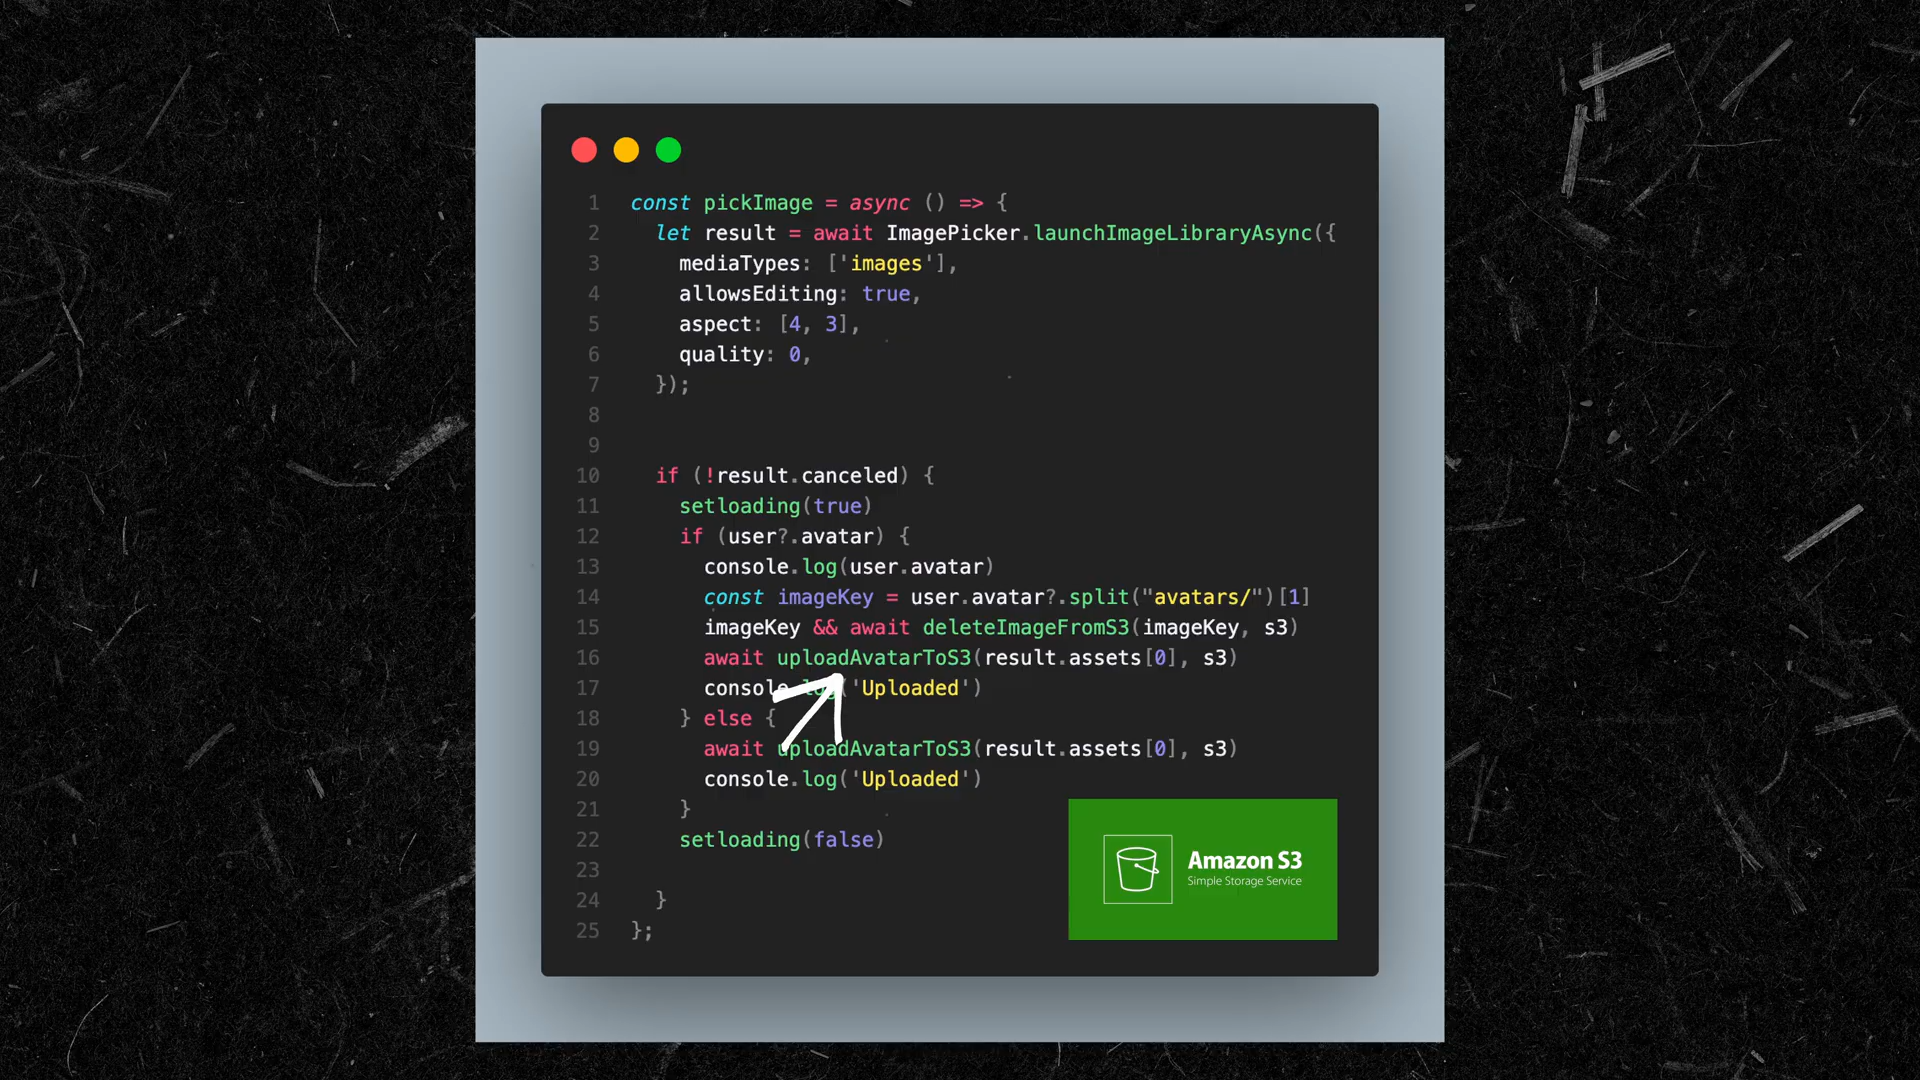 1 const pickImage = async () => {
2 let result = await ImagePicker.launchImageLibraryAsync({
3 mediaTypes: ['images'],
4 allowsEditing: true,
5 aspect: [4, 3],
6 quality: 0,
7 });
8
9
10 if (!result.canceled) {
11 setloading(true)
12 if (user?.avatar) {
13 console.log(user.avatar)
14 const imageKey = user.avatar?.split("avatars/")[1]
15 imageKey && await deleteImageFromS3(imageKey, s3)
16 await uploadAvatarToS3(result.assets[0], s3)
17 console.log('Uploaded')
18 } else {
19 await uploadAvatarToS3(result.assets[0], s3)
20 console.log('Uploaded')
21 }
22 setloading(false)
23
24 }
25 };
Amazon S3
Simple Storage Service